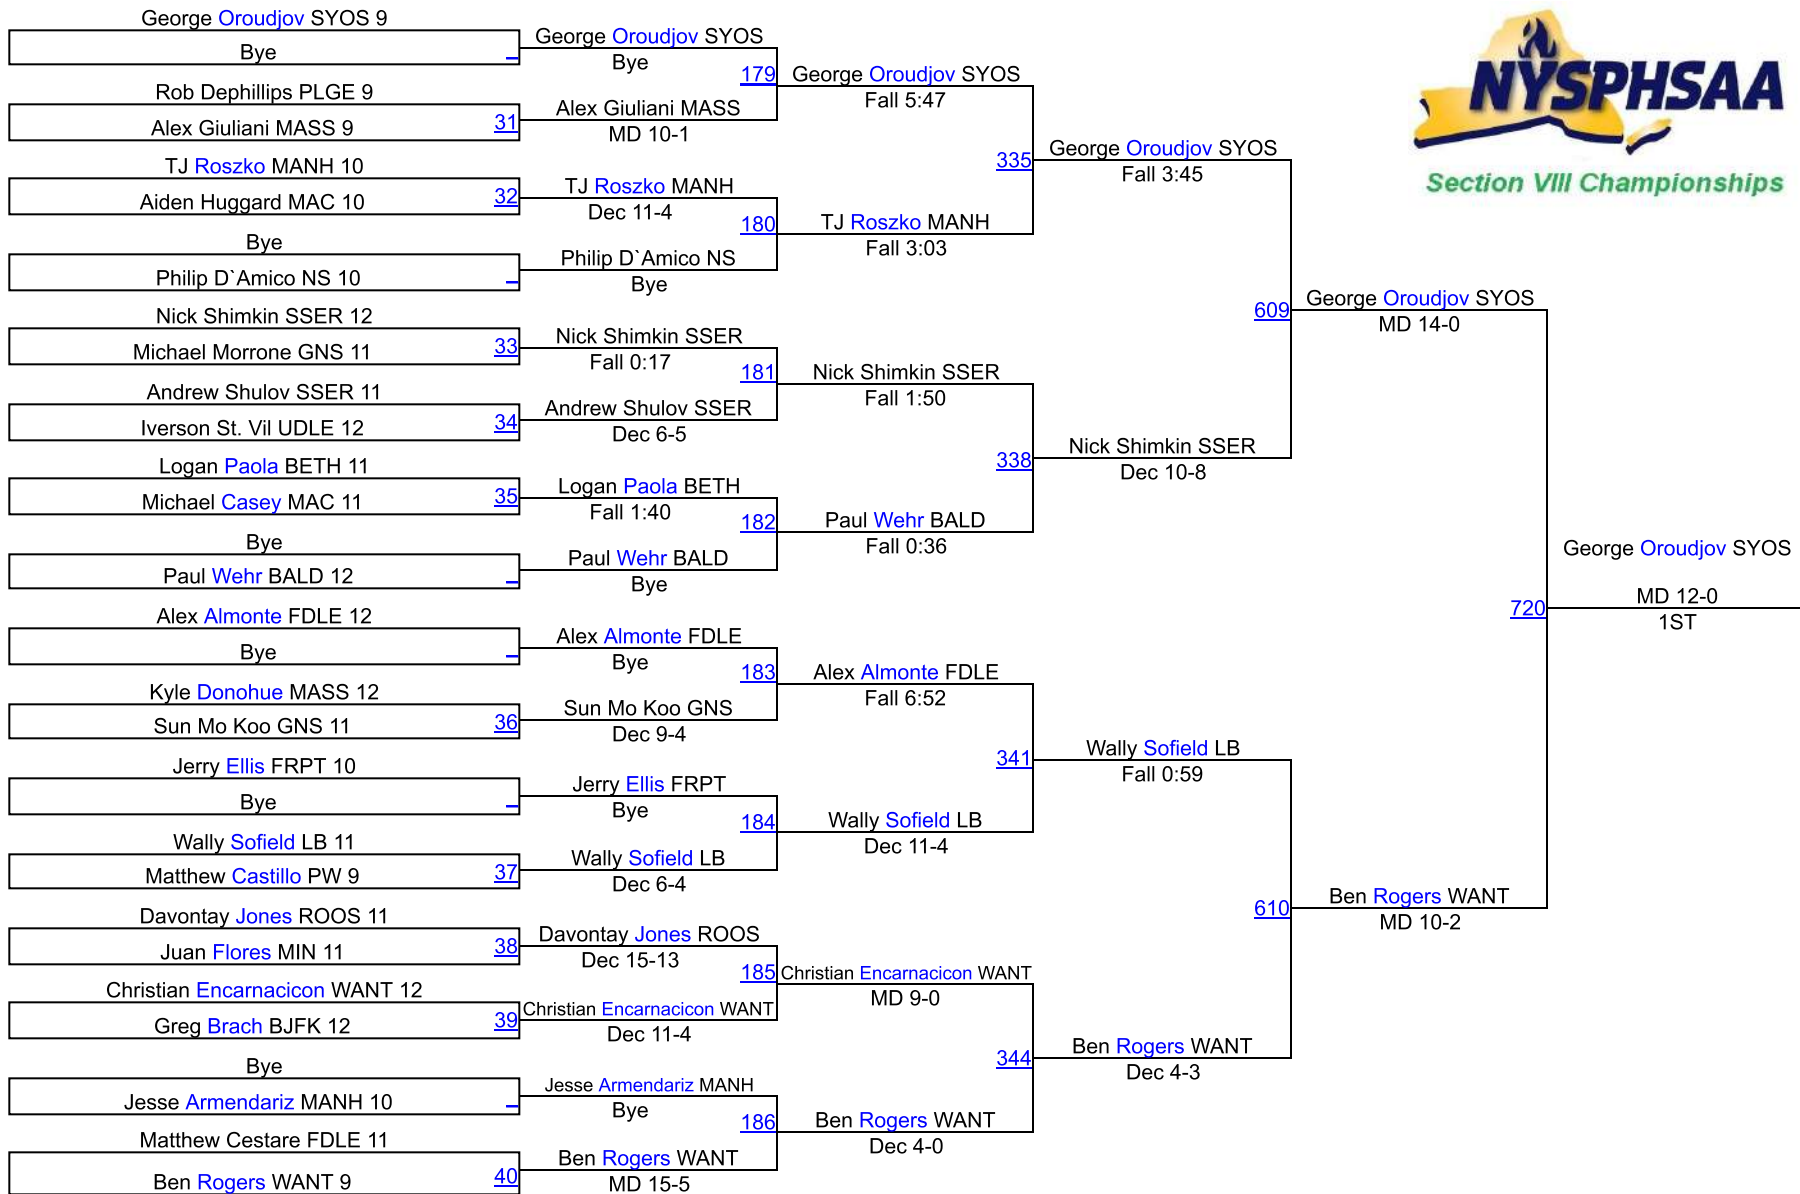 George Oroudjov SYOS 9
Bye
Rob Dephillips PLGE 9
Alex Giuliani MASS 9
31
TJ Roszko MANH 10
Aiden Huggard MAC 10
32
Bye
Philip D`Amico NS 10
Nick Shimkin SSER 12
Michael Morrone GNS 11
33
Andrew Shulov SSER 11
Iverson St. Vil UDLE 12
34
Logan Paola BETH 11
Michael Casey MAC 11
35
Bye
Paul Wehr BALD 12
Alex Almonte FDLE 12
Bye
Kyle Donohue MASS 12
Sun Mo Koo GNS 11
36
Jerry Ellis FRPT 10
Bye
Wally Sofield LB 11
Matthew Castillo PW 9
37
Davontay Jones ROOS 11
Juan Flores MIN 11
38
Christian Encarnacicon WANT 12
Greg Brach BJFK 12
39
Bye
Jesse Armendariz MANH 10
Matthew Cestare FDLE 11
Ben Rogers WANT 9
40
George Oroudjov SYOS
Bye
179
Alex Giuliani MASS
MD 10-1
TJ Roszko MANH
Dec 11-4
180
Philip D`Amico NS
Bye
Nick Shimkin SSER
Fall 0:17
181
Andrew Shulov SSER
Dec 6-5
Logan Paola BETH
Fall 1:40
182
Paul Wehr BALD
Bye
Alex Almonte FDLE
Bye
183
Sun Mo Koo GNS
Dec 9-4
Jerry Ellis FRPT
Bye
184
Wally Sofield LB
Dec 6-4
Davontay Jones ROOS
Dec 15-13
185
Christian Encarnacicon WANT
Dec 11-4
Jesse Armendariz MANH
Bye
186
Ben Rogers WANT
MD 15-5
George Oroudjov SYOS
Fall 5:47
335
TJ Roszko MANH
Fall 3:03
Nick Shimkin SSER
Fall 1:50
338
Paul Wehr BALD
Fall 0:36
Alex Almonte FDLE
Fall 6:52
341
Wally Sofield LB
Dec 11-4
Christian Encarnacicon WANT
MD 9-0
344
Ben Rogers WANT
Dec 4-0
George Oroudjov SYOS
Fall 3:45
609
Nick Shimkin SSER
Dec 10-8
Wally Sofield LB
Fall 0:59
610
Ben Rogers WANT
Dec 4-3
George Oroudjov SYOS
MD 14-0
720
Ben Rogers WANT
MD 10-2
George Oroudjov SYOS
MD 12-0
1ST
NYSPHSAA
Section VIII Championships